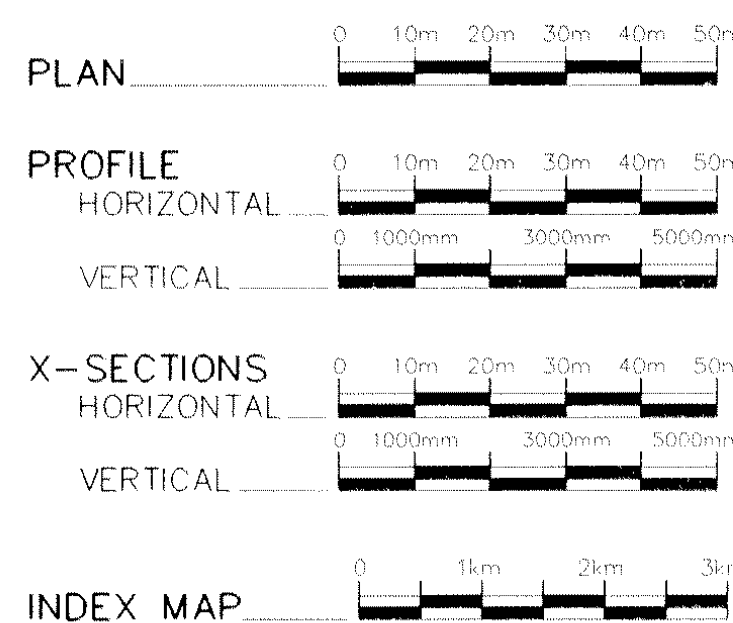 0 10m 20m 30m 40m 50m
PLAN
PROFILE 0 10m 20m 30m 40m 50m
HORIZONTAL
0 1000mm 3000mm 5000mm
VERTICAL
X-SECTIONS 0 10m 20m 30m 40m 50m
HORIZONTAL
0 1000mm 3000mm 5000mm
VERTICAL
0 1km 2km 3km
INDEX MAP